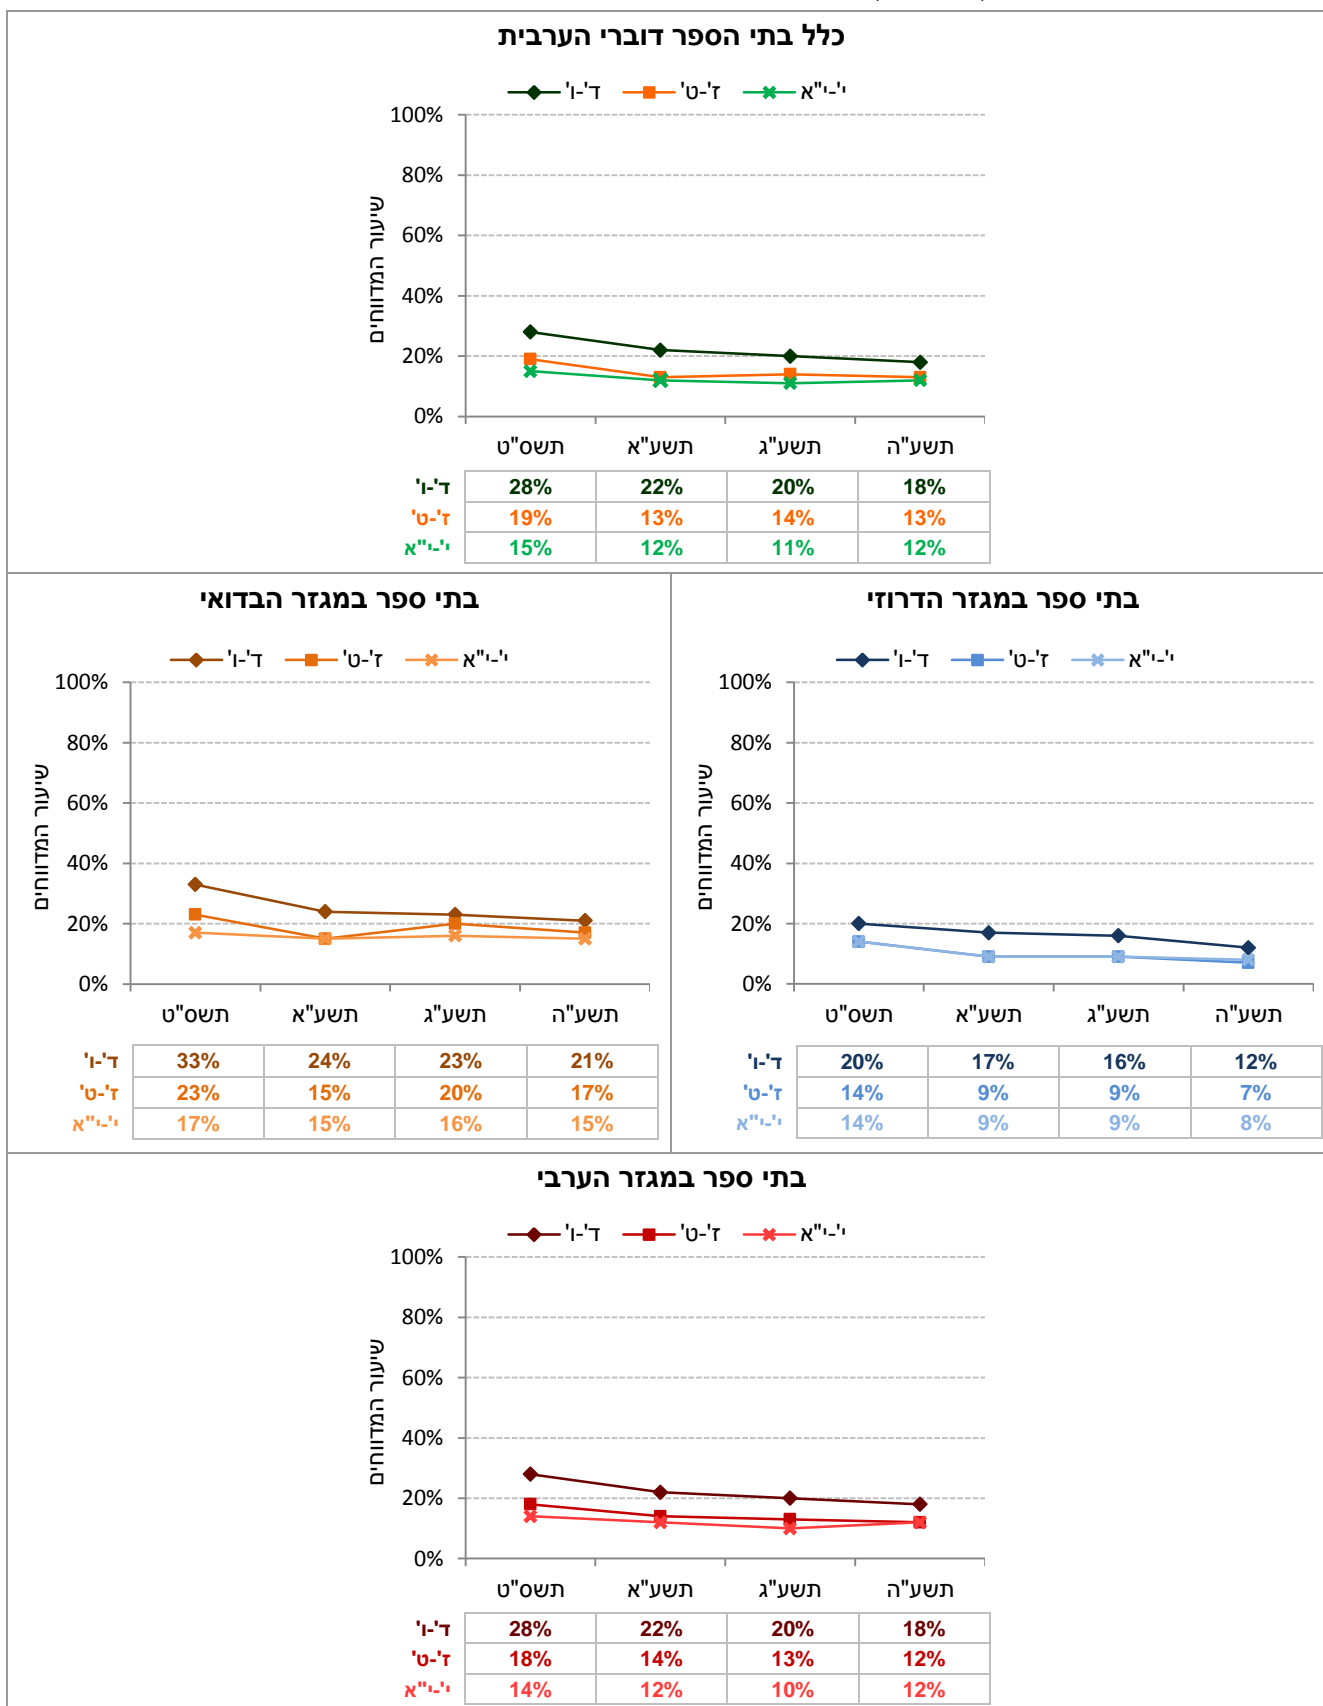 כלל בתי הספר דוברי הערבית
ד'-ו' ז'-ט' י'-י"א
100%
80%
60%
40%
20%
0%
שיעור המדווחים
תשס"ט תשע"א תשע"ג תשע"ה
ד'-ו' 28% 22% 20% 18%
ז'-ט' 19% 13% 14% 13%
י'-י"א 15% 12% 11% 12%
בתי ספר במגזר הדרוזי
ד'-ו' ז'-ט' י'-י"א
100%
80%
60%
40%
20%
0%
שיעור המדווחים
תשס"ט תשע"א תשע"ג תשע"ה
ד'-ו' 20% 17% 16% 12%
ז'-ט' 14% 9% 9% 7%
י'-י"א 14% 9% 9% 8%
בתי ספר במגזר הבדואי
ד'-ו' ז'-ט' י'-י"א
100%
80%
60%
40%
20%
0%
שיעור המדווחים
תשס"ט תשע"א תשע"ג תשע"ה
ד'-ו' 33% 24% 23% 21%
ז'-ט' 23% 15% 20% 17%
י'-י"א 17% 15% 16% 15%
בתי ספר במגזר הערבי
ד'-ו' ז'-ט' י'-י"א
100%
80%
60%
40%
20%
0%
שיעור המדווחים
תשס"ט תשע"א תשע"ג תשע"ה
ד'-ו' 28% 22% 20% 18%
ז'-ט' 18% 14% 13% 12%
י'-י"א 14% 12% 10% 12%